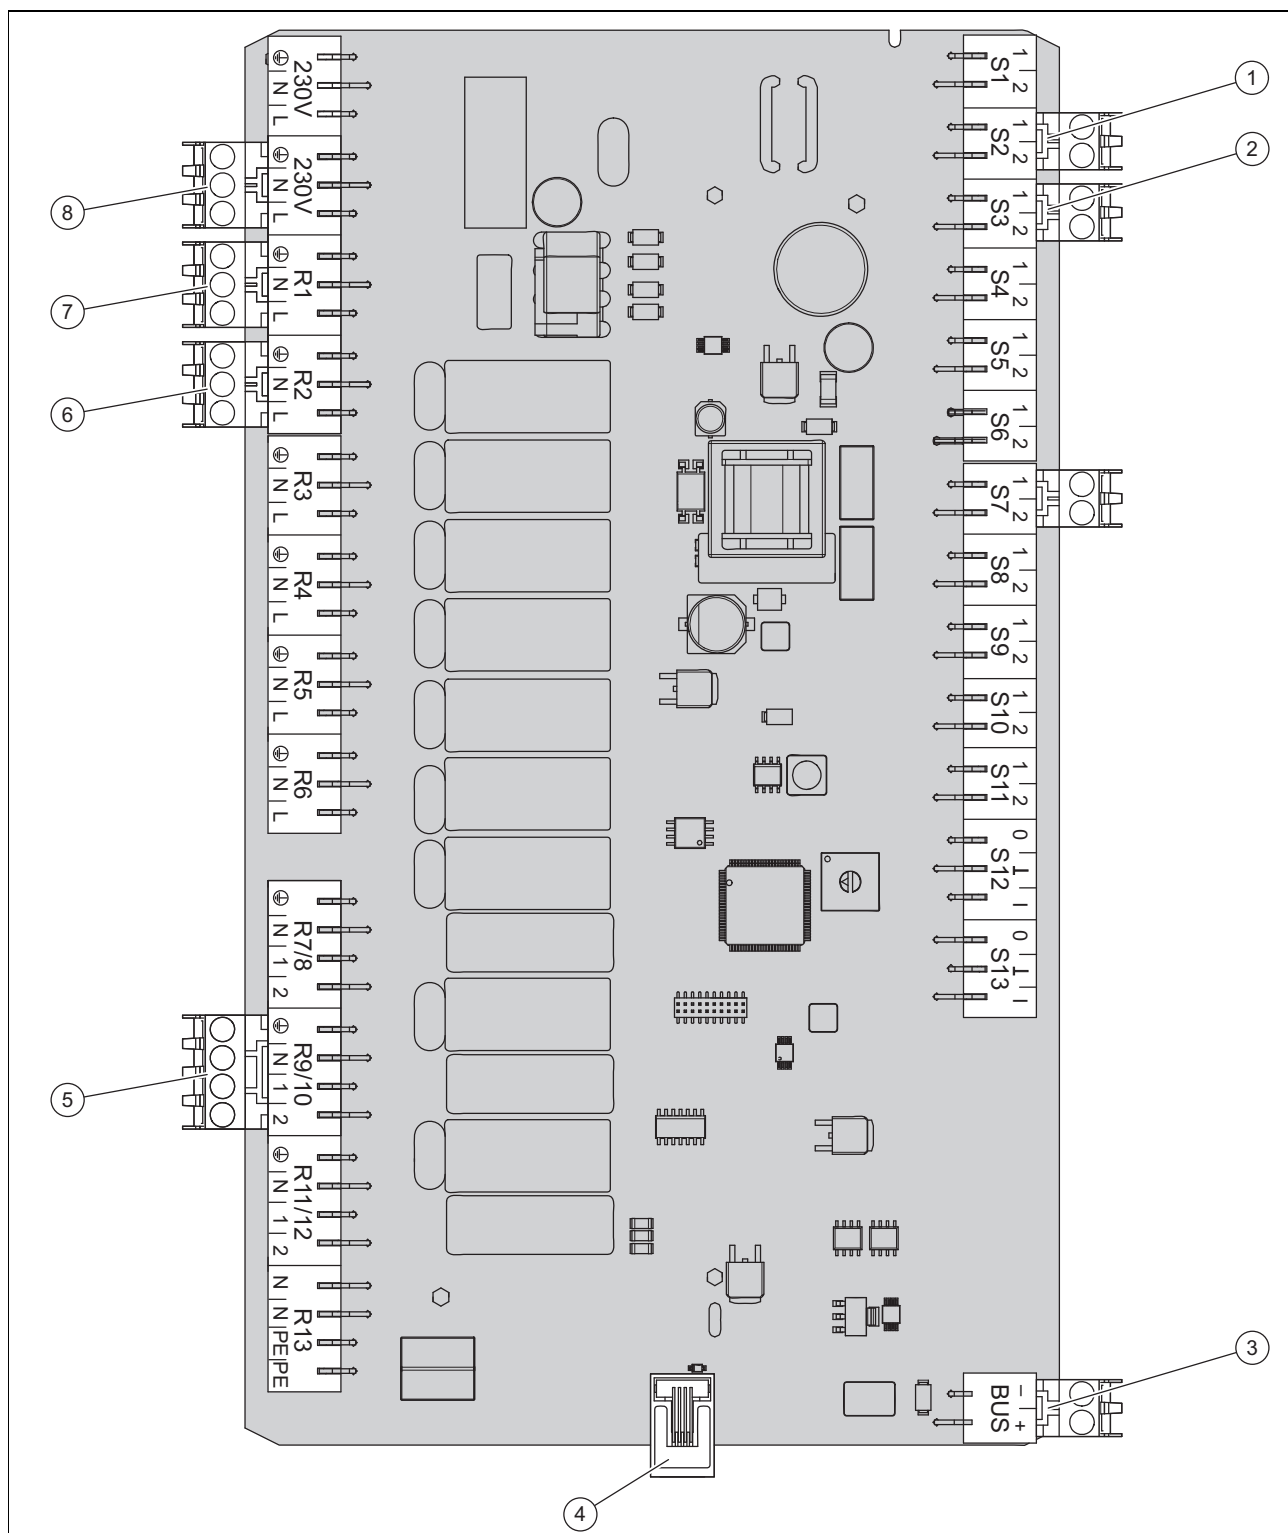 230V
⏚ N L
230V
⏚ N L
R1
⏚ N L
R2
⏚ N L
R3
⏚ N L
R4
⏚ N L
R5
⏚ N L
R6
⏚ N L
R7/8
⏚ N 1 2
R9/10
⏚ N 1 2
R11/12
⏚ N 1 2
R13
N N PE PE
1 2
S1
1 2
S2
1 2
S3
1 2
S4
1 2
S5
1 2
S6
1 2
S7
1 2
S8
1 2
S9
1 2
S10
1 2
S11
0 ⊥ I
S12
0 ⊥ I
S13
− +
BUS
1
2
3
4
5
6
7
8